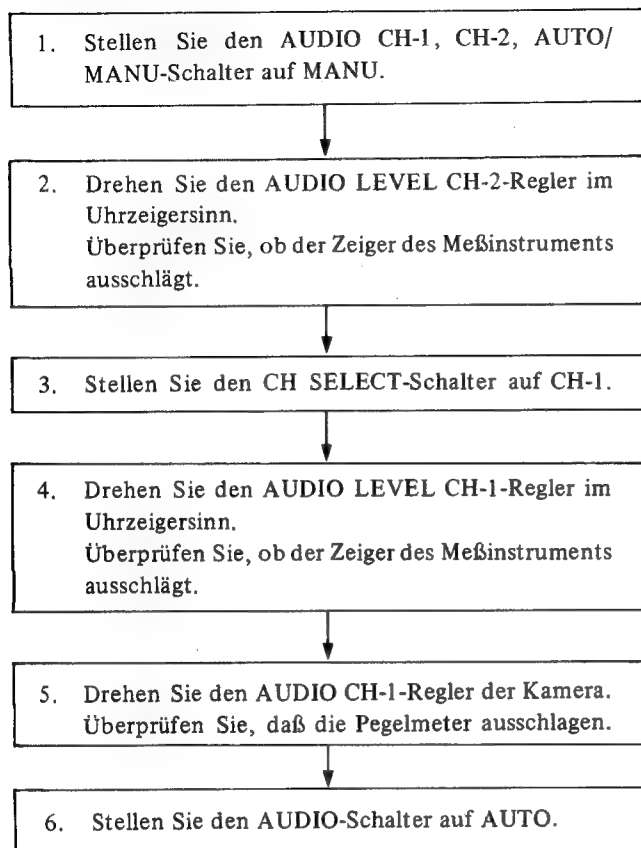 1. Stellen Sie den AUDIO CH-1, CH-2, AUTO/
MANU-Schalter auf MANU.
2. Drehen Sie den AUDIO LEVEL CH-2-Regler im
Uhrzeigersinn.
Überprüfen Sie, ob der Zeiger des Meßinstruments
ausschlägt.
3. Stellen Sie den CH SELECT-Schalter auf CH-1.
4. Drehen Sie den AUDIO LEVEL CH-1-Regler im
Uhrzeigersinn.
Überprüfen Sie, ob der Zeiger des Meßinstruments
ausschlägt.
5. Drehen Sie den AUDIO CH-1-Regler der Kamera.
Überprüfen Sie, daß die Pegelmeter ausschlagen.
6. Stellen Sie den AUDIO-Schalter auf AUTO.